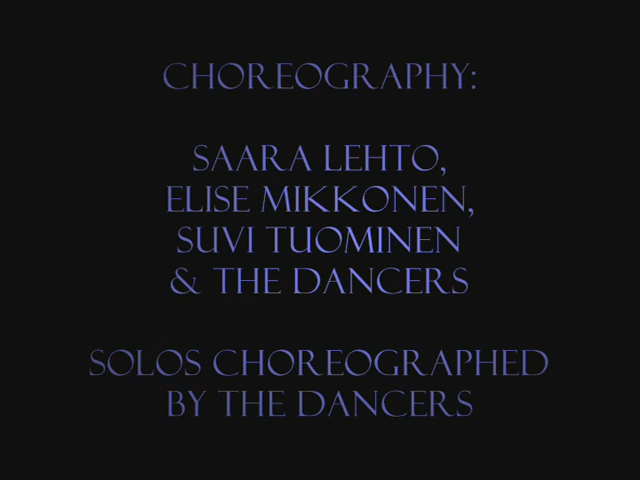 CHOREOGRAPHY:
SAARA LEHTO,
ELISE MIKKONEN,
SUVI TUOMINEN
& THE DANCERS
SOLOS CHOREOGRAPHED
BY THE DANCERS